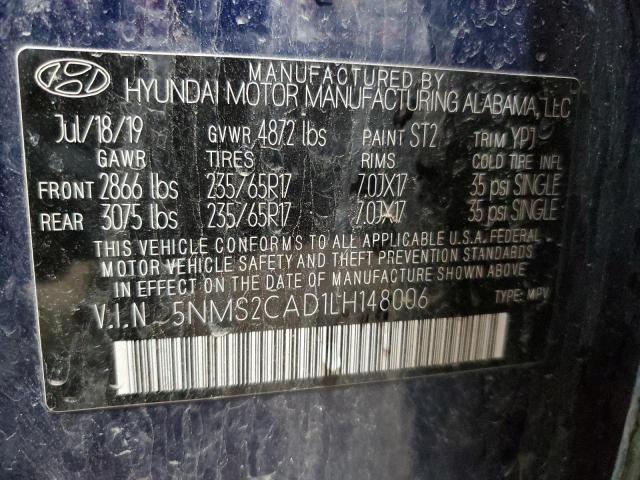 MANUFACTURED BY
HYUNDAI MOTOR MANUFACTURING ALABAMA, LLC
Jul/18/19 GVWR 4872 lbs PAINT ST2 TRIM YPJ
GAWR TIRES RIMS COLD TIRE INFL
FRONT 2866 lbs 235/65R17 7.0JX17 35 psi SINGLE
REAR 3075 lbs 235/65R17 7.0JX17 35 psi SINGLE
THIS VEHICLE CONFORMS TO ALL APPLICABLE U.S.A. FEDERAL
MOTOR VEHICLE SAFETY AND THEFT PREVENTION STANDARDS
IN EFFECT ON THE DATE OF MANUFACTURE SHOWN ABOVE.
V.I.N 5NMS2CAD1LH148006 TYPE: MPV